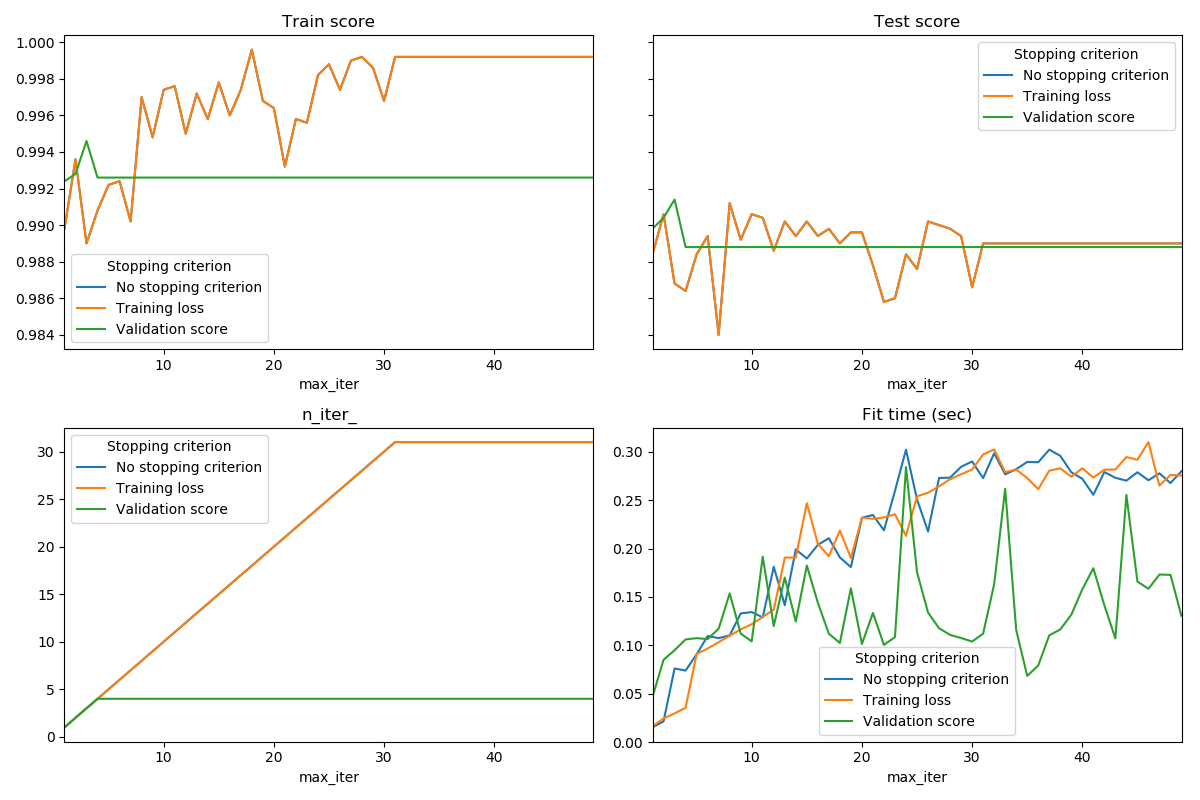 Train score
1.000
0.998
0.996
0.994
0.992
0.990
0.988
0.986
0.984
Stopping criterion
No stopping criterion
Training loss
Validation score
10 20 30 40
max_iter
Test score
Stopping criterion
No stopping criterion
Training loss
Validation score
10 20 30 40
max_iter
n_iter_
30
25
20
15
10
5
0
Stopping criterion
No stopping criterion
Training loss
Validation score
10 20 30 40
max_iter
Fit time (sec)
0.30
0.25
0.20
0.15
0.10
0.05
0.00
Stopping criterion
No stopping criterion
Training loss
Validation score
10 20 30 40
max_iter